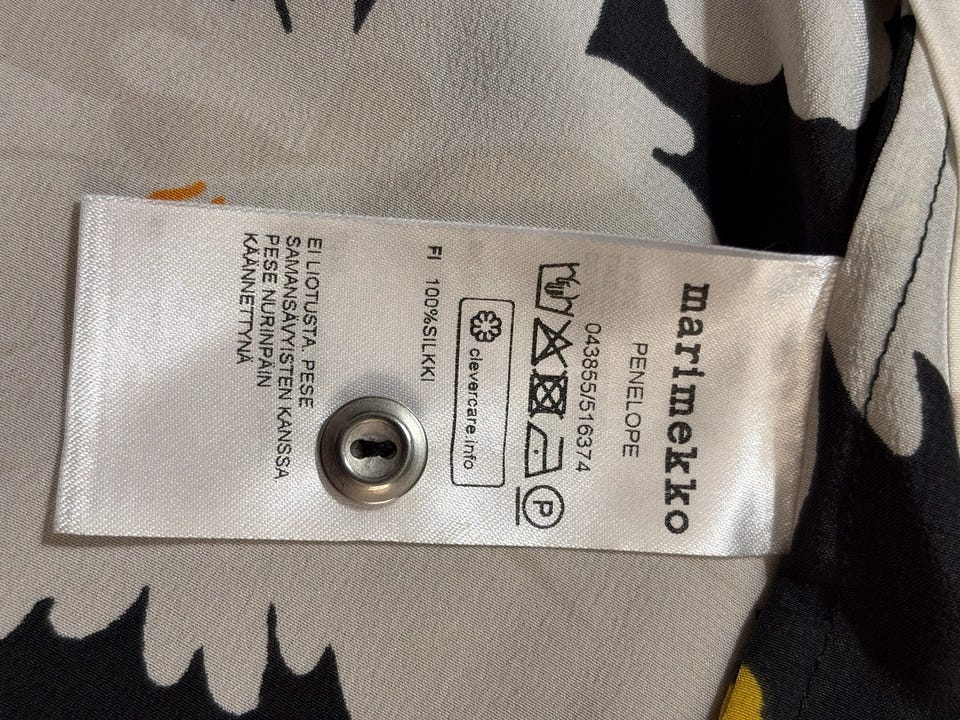 marimekko
PENELOPE
043855/516374
P
clevercare.info
FI 100%SILKKI
EI LIOTUSTA. PESE
SAMANSÄVYISTEN KANSSA
PESE NURINPÄIN
KÄÄNNETTYNÄ